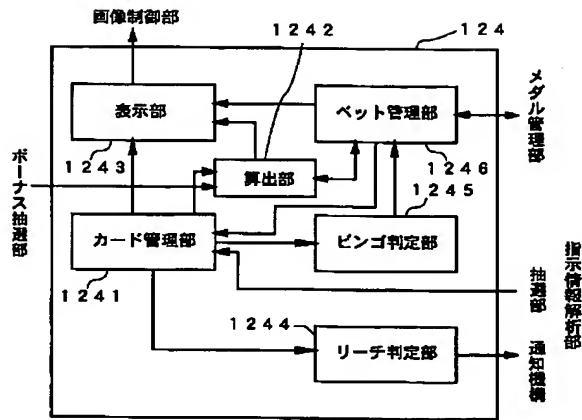 画像制御部
１２４２
１２４
表示部
ベット管理部
メダル管理部
１２４３
１２４６
ボーナス抽選部
算出部
１２４５
カード管理部
ビンゴ判定部
１２４１
抽選部
指示情報解析部
１２４４
リーチ判定部
通知機構